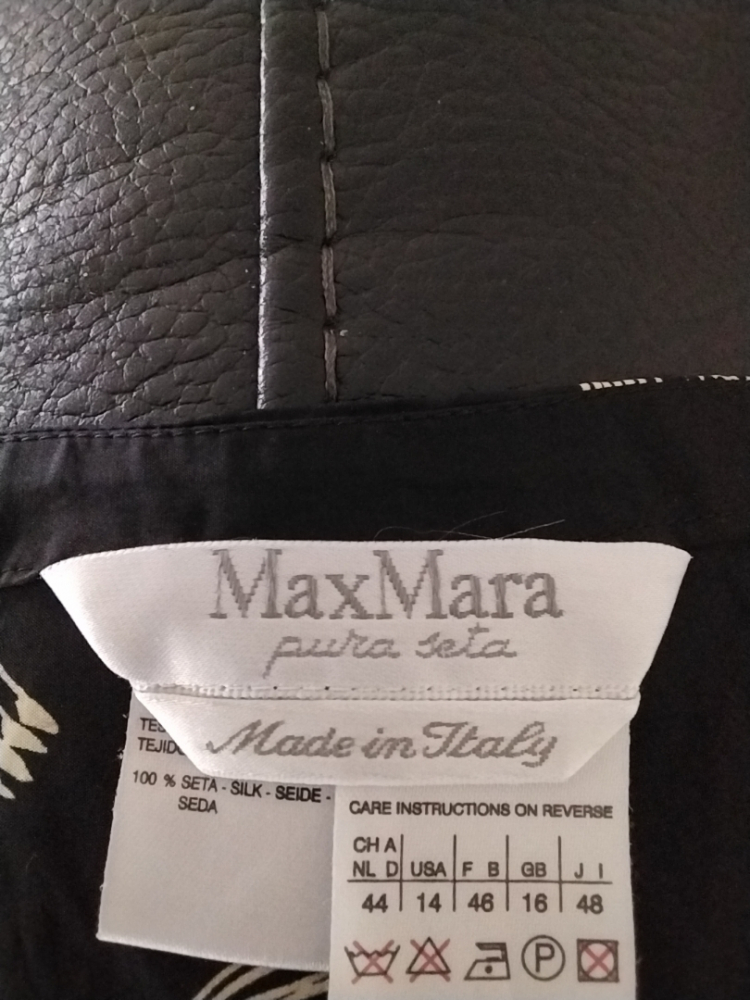 MaxMara
pura seta
Made in Italy
TEJIDO
100 % SETA - SILK - SEIDE -
SEDA
CARE INSTRUCTIONS ON REVERSE
CH A
NL D USA F B GB J I
44 14 46 16 48
P